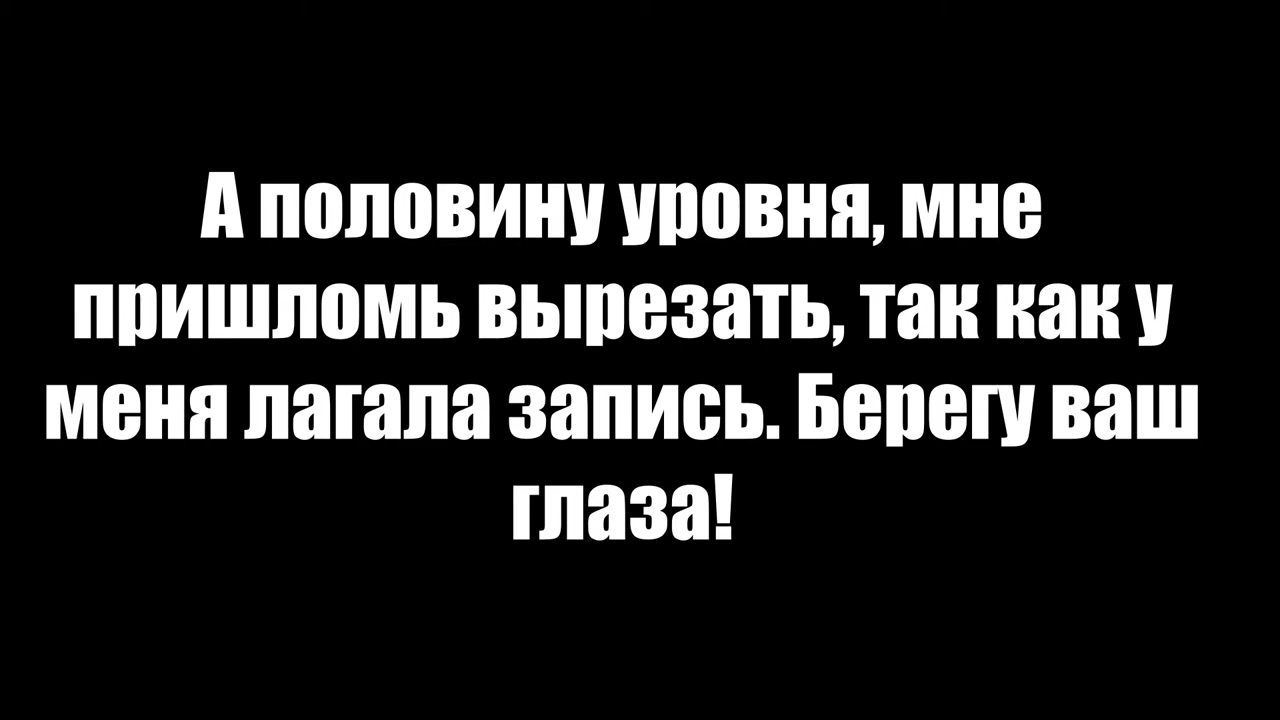 А половину уровня, мне
пришломь вырезать, так как у
меня лагала запись. Берегу ваш
глаза!